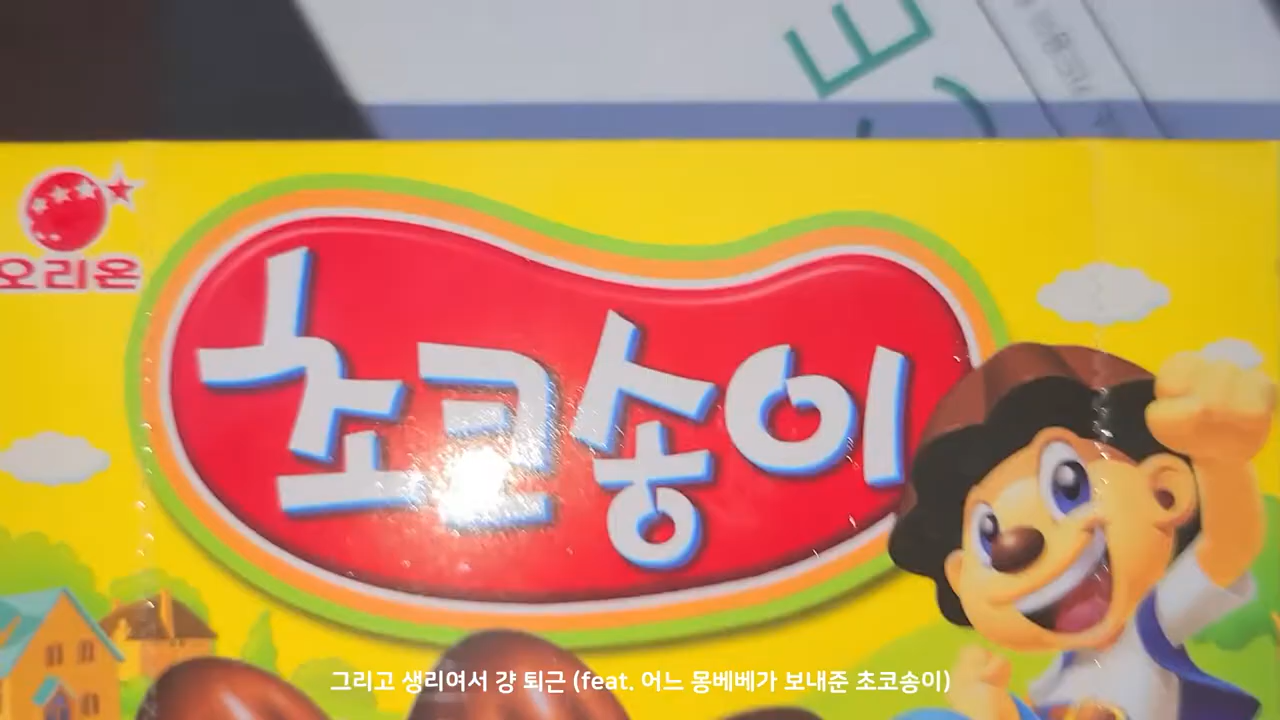 오리온
초코송이
그리고 생리여서 걍 퇴근 (feat. 어느 몽베베가 보내준 초코송이)